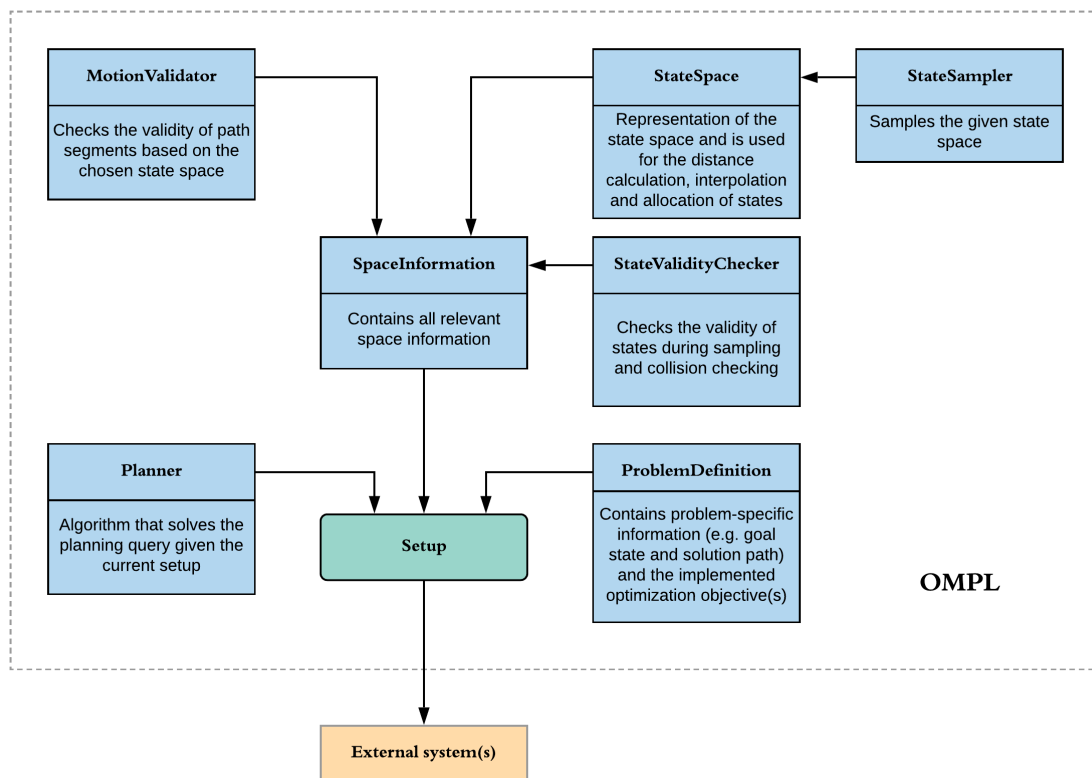 MotionValidator
Checks the validity of path
segments based on the
chosen state space
StateSpace
Representation of the
state space and is used
for the distance
calculation, interpolation
and allocation of states
StateSampler
Samples the given state
space
SpaceInformation
Contains all relevant
space information
StateValidityChecker
Checks the validity of
states during sampling
and collision checking
Planner
Algorithm that solves the
planning query given the
current setup
Setup
ProblemDefinition
Contains problem-specific
information (e.g. goal
state and solution path)
and the implemented
optimization objective(s)
OMPL
External system(s)